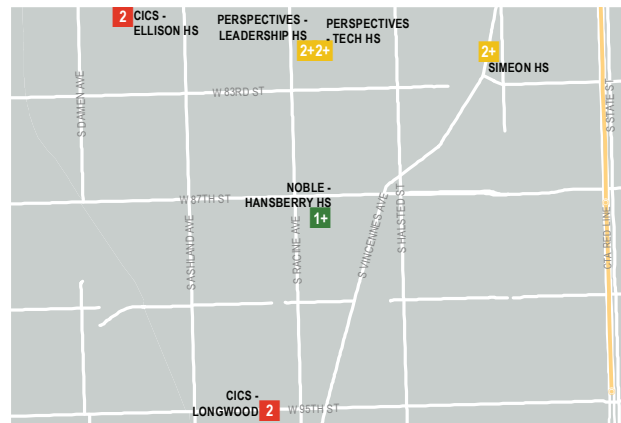 2
CICS -
ELLISON HS
PERSPECTIVES -
LEADERSHIP HS
PERSPECTIVES
- TECH HS
2+2+
2+
SIMEON HS
W 83RD ST
S DAMEN AVE
S STATE ST
NOBLE -
HANSBERRY HS
1+
W 87TH ST
S ASHLAND AVE
S RACINE AVE
S VINCENNES AVE
S HALSTED ST
CTA RED LINE
CICS -
LONGWOOD
2
W 95TH ST